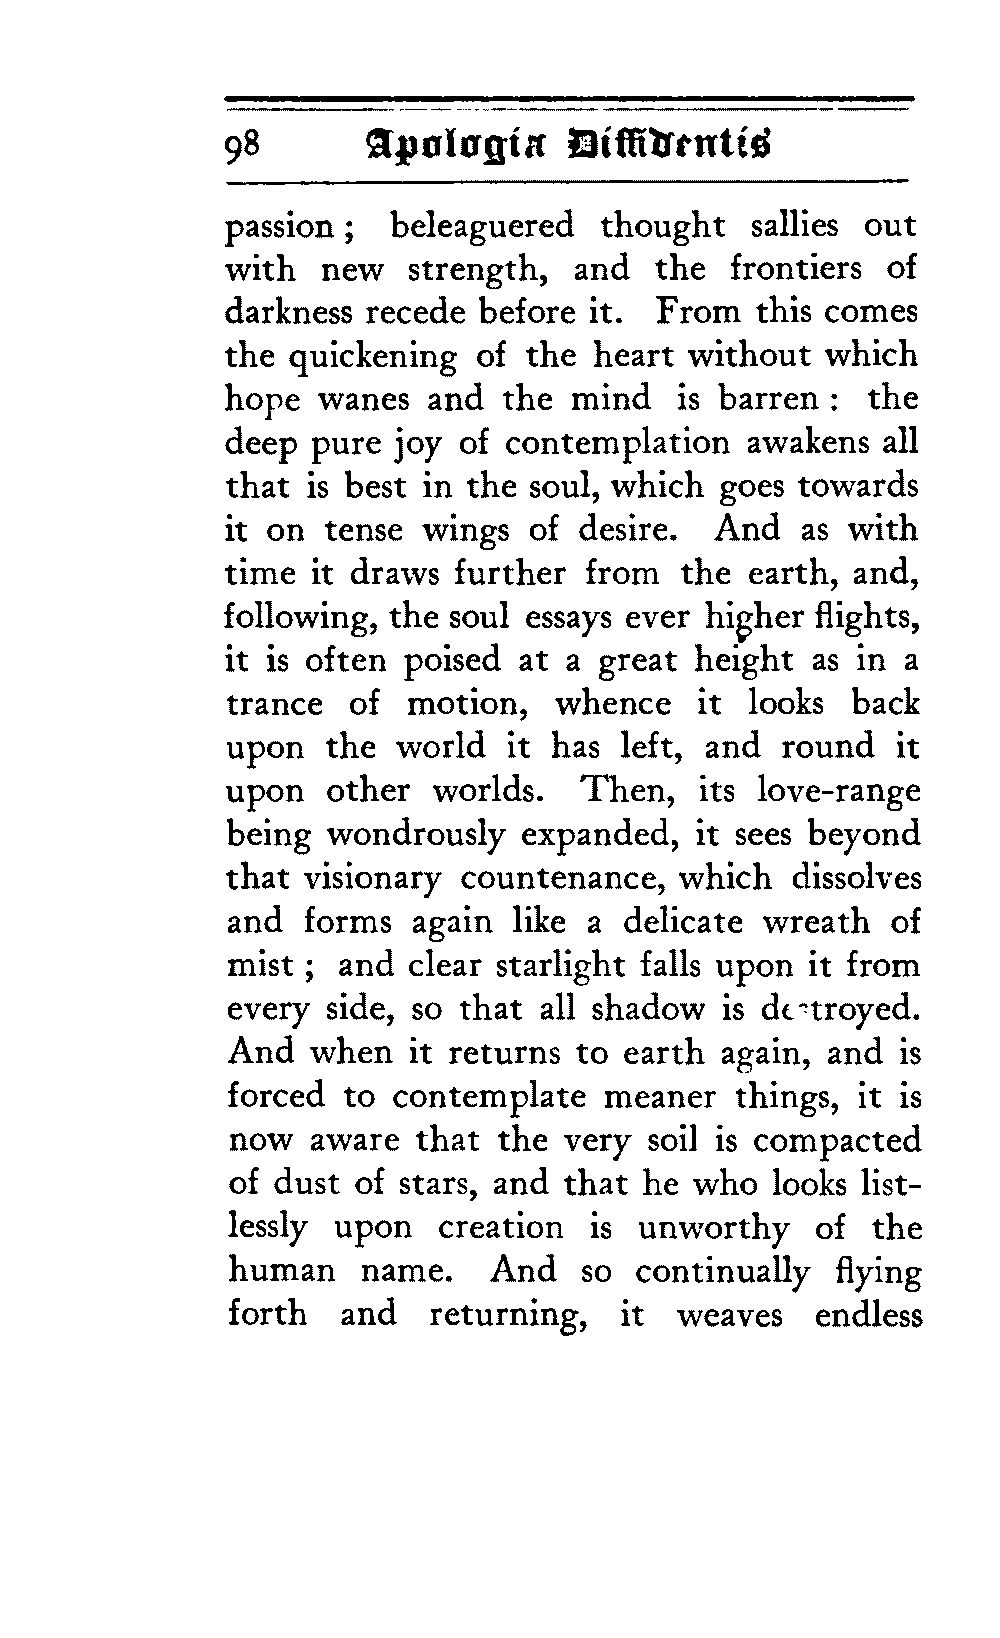 98 Apologia Diffidentis
passion ; beleaguered thought sallies out
with new strength, and the frontiers of
darkness recede before it. From this comes
the quickening of the heart without which
hope wanes and the mind is barren : the
deep pure joy of contemplation awakens all
that is best in the soul, which goes towards
it on tense wings of desire. And as with
time it draws further from the earth, and,
following, the soul essays ever higher flights,
it is often poised at a great height as in a
trance of motion, whence it looks back
upon the world it has left, and round it
upon other worlds. Then, its love-range
being wondrously expanded, it sees beyond
that visionary countenance, which dissolves
and forms again like a delicate wreath of
mist ; and clear starlight falls upon it from
every side, so that all shadow is destroyed.
And when it returns to earth again, and is
forced to contemplate meaner things, it is
now aware that the very soil is compacted
of dust of stars, and that he who looks list-
lessly upon creation is unworthy of the
human name. And so continually flying
forth and returning, it weaves endless